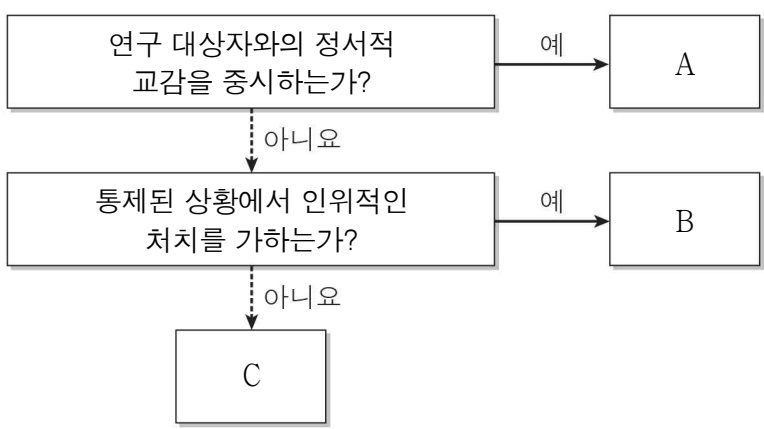 연구 대상자와의 정서적
교감을 중시하는가?
예
A
아니요
통제된 상황에서 인위적인
처치를 가하는가?
예
B
아니요
C